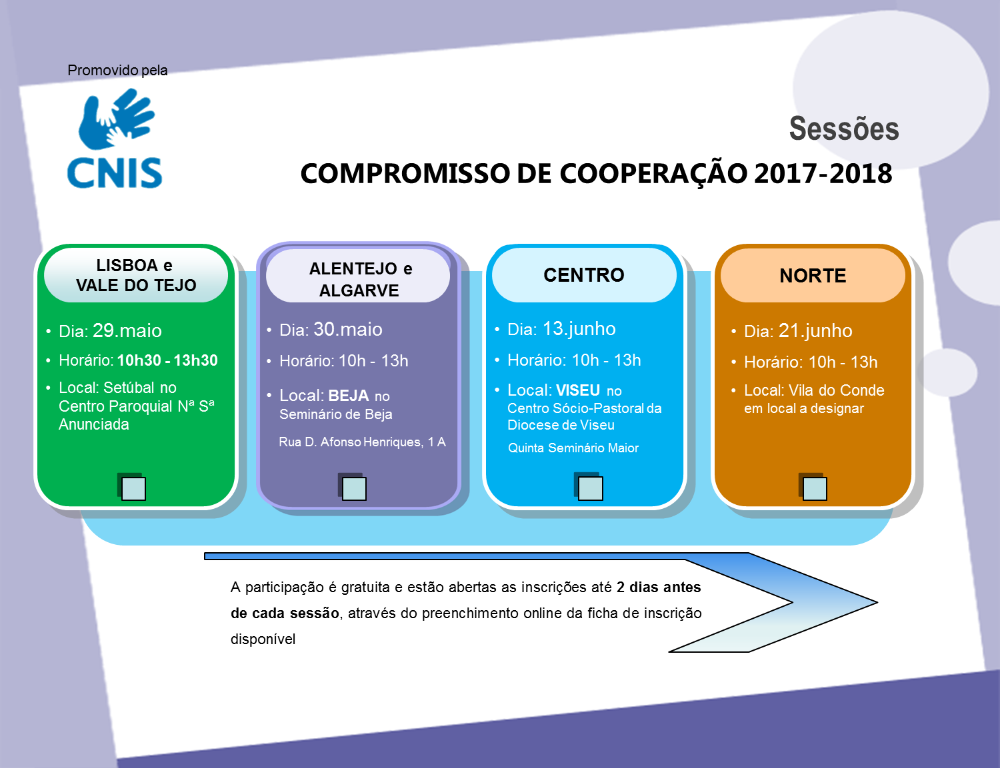 Promovido pela
CNIS
Sessões
COMPROMISSO DE COOPERAÇÃO 2017-2018
LISBOA e
VALE DO TEJO
• Dia: 29.maio
• Horário: 10h30 - 13h30
• Local: Setúbal no
Centro Paroquial Nª Sª
Anunciada
ALENTEJO e
ALGARVE
• Dia: 30.maio
• Horário: 10h - 13h
• Local: BEJA no
Seminário de Beja
Rua D. Afonso Henriques, 1 A
CENTRO
• Dia: 13.junho
• Horário: 10h - 13h
• Local: VISEU no
Centro Sócio-Pastoral da
Diocese de Viseu
Quinta Seminário Maior
NORTE
• Dia: 21.junho
• Horário: 10h - 13h
• Local: Vila do Conde
em local a designar
A participação é gratuita e estão abertas as inscrições até 2 dias antes
de cada sessão, através do preenchimento online da ficha de inscrição
disponível